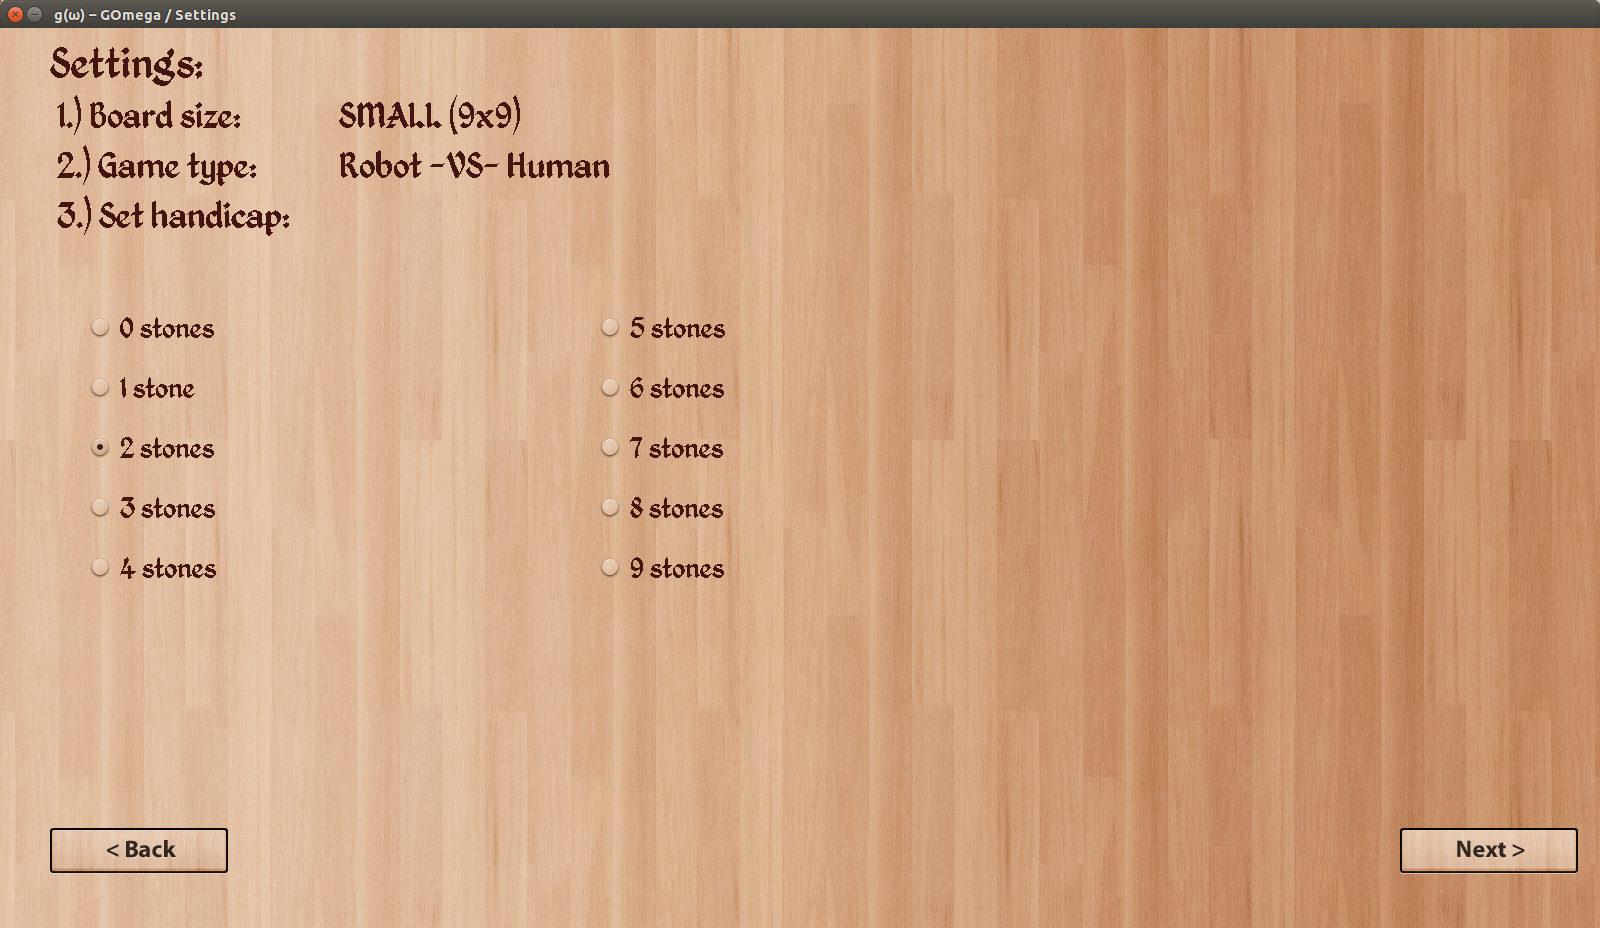 g(ω) – GOmega / Settings
Settings:
1.) Board size: SMALL (9x9)
2.) Game type: Robot -VS- Human
3.) Set handicap:
0 stones
1 stone
2 stones
3 stones
4 stones
5 stones
6 stones
7 stones
8 stones
9 stones
< Back
Next >